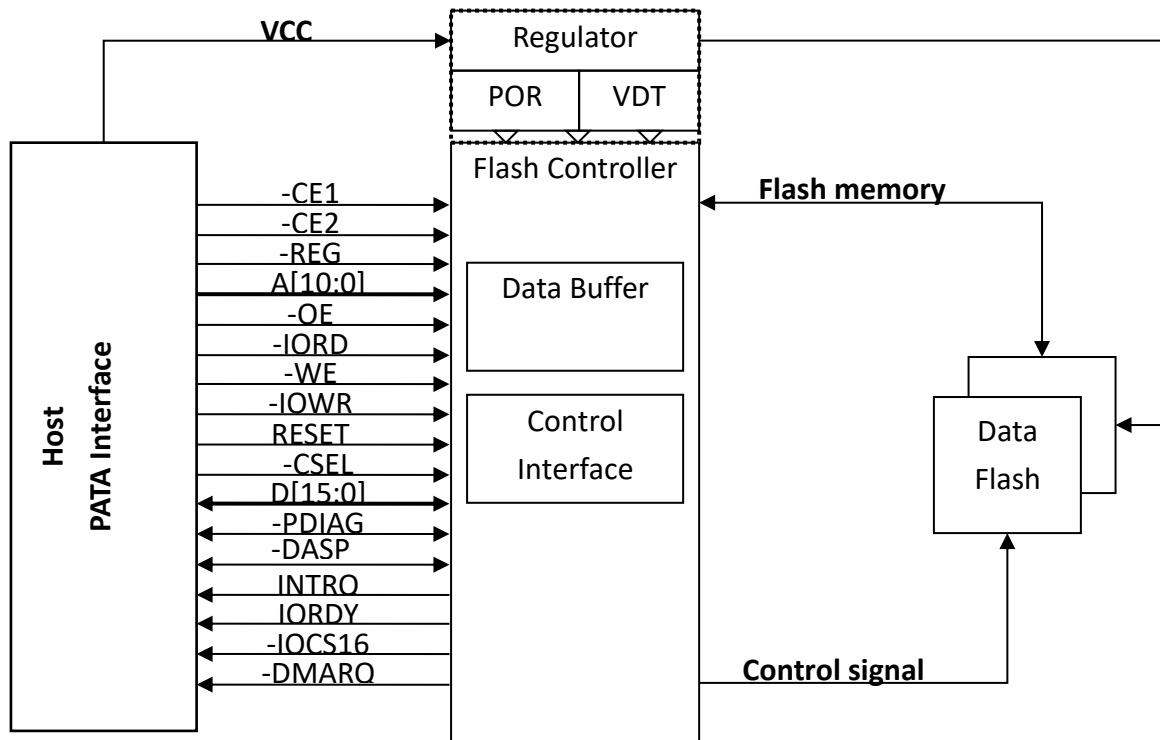 VCC
Regulator
POR
VDT
Flash Controller
-CE1
-CE2
-REG
A[10:0]
-OE
-IORD
-WE
-IOWR
RESET
-CSEL
D[15:0]
-PDIAG
-DASP
INTRQ
IORDY
-IOCS16
-DMARQ
Host
PATA Interface
Data Buffer
Control
Interface
Flash memory
Data
Flash
Control signal